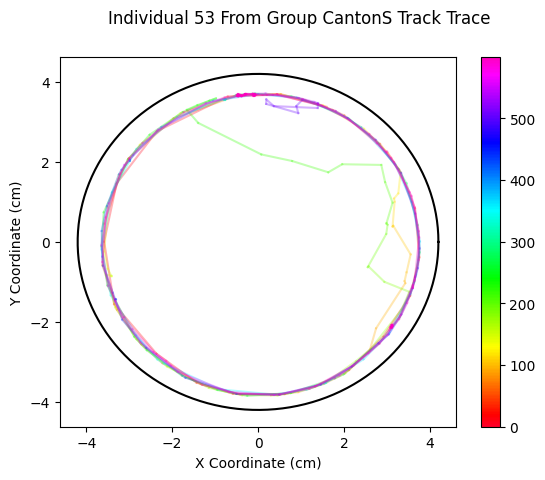 Individual 53 From Group CantonS Track Trace
4
2
0
−2
−4
Y Coordinate (cm)
−4 −2 0 2 4
X Coordinate (cm)
500
400
300
200
100
0